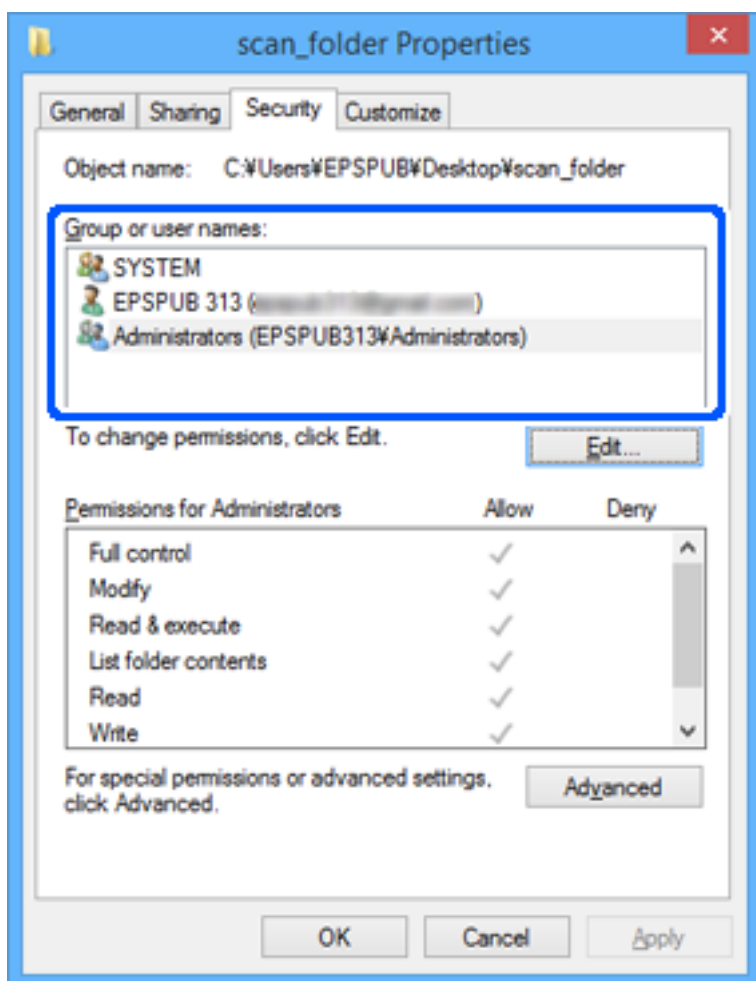 scan_folder Properties
General Sharing Security Customize
Object name: C:¥Users¥EPSPUB¥Desktop¥scan_folder
Group or user names:
SYSTEM
EPSPUB 313 ( )
Administrators (EPSPUB313¥Administrators)
To change permissions, click Edit. Edit...
Permissions for Administrators Allow Deny
Full control
Modify
Read & execute
List folder contents
Read
Write
For special permissions or advanced settings,
click Advanced. Advanced
OK Cancel Apply